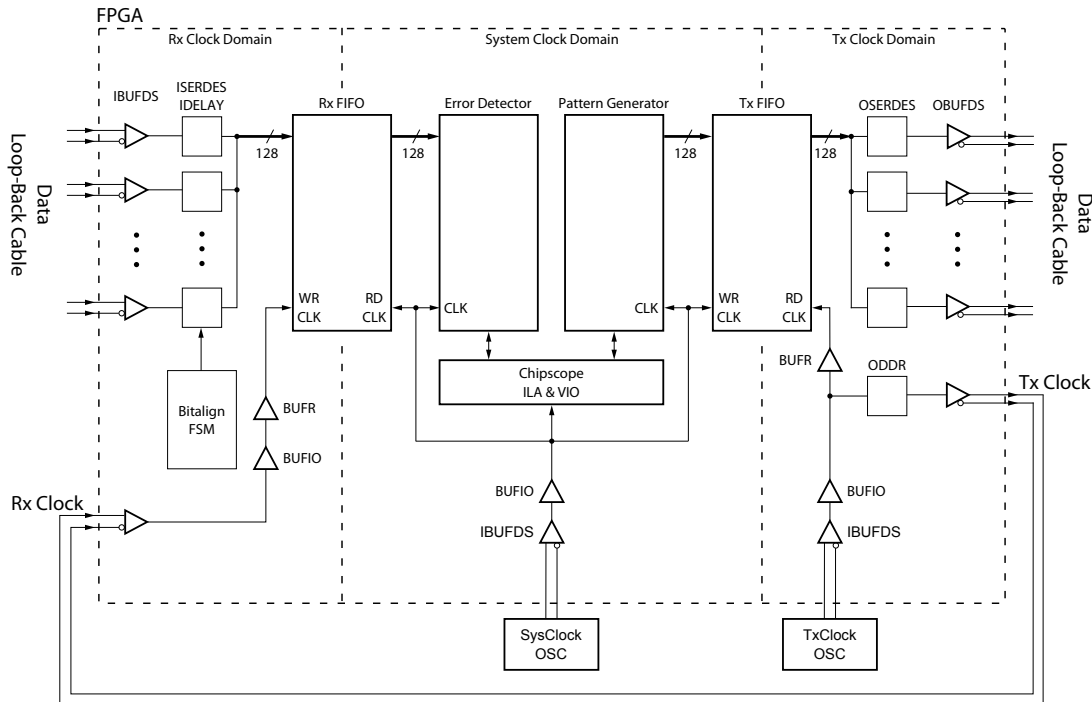 FPGA
Rx Clock Domain
System Clock Domain
Tx Clock Domain
IBUFDS
ISERDES
IDELAY
Rx FIFO
Error Detector
Pattern Generator
Tx FIFO
OSERDES
OBUFDS
128
128
128
128
Data
Loop-Back Cable
Data
Loop-Back Cable
WR
CLK
RD
CLK
CLK
CLK
WR
CLK
RD
CLK
Chipscope
ILA & VIO
BUFR
ODDR
Tx Clock
Bitalign
FSM
BUFR
BUFIO
Rx Clock
BUFIO
IBUFDS
BUFIO
IBUFDS
SysClock
OSC
TxClock
OSC